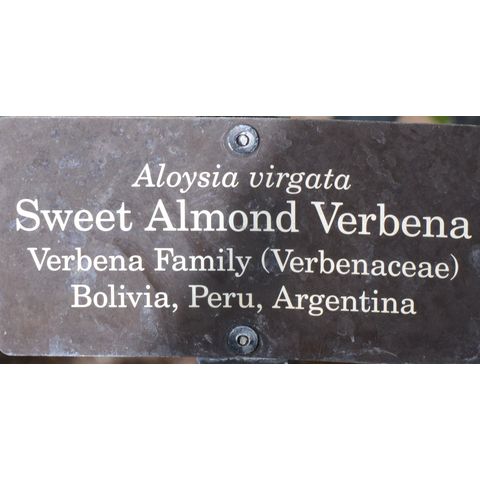 Aloysia virgata
Sweet Almond Verbena
Verbena Family (Verbenaceae)
Bolivia, Peru, Argentina